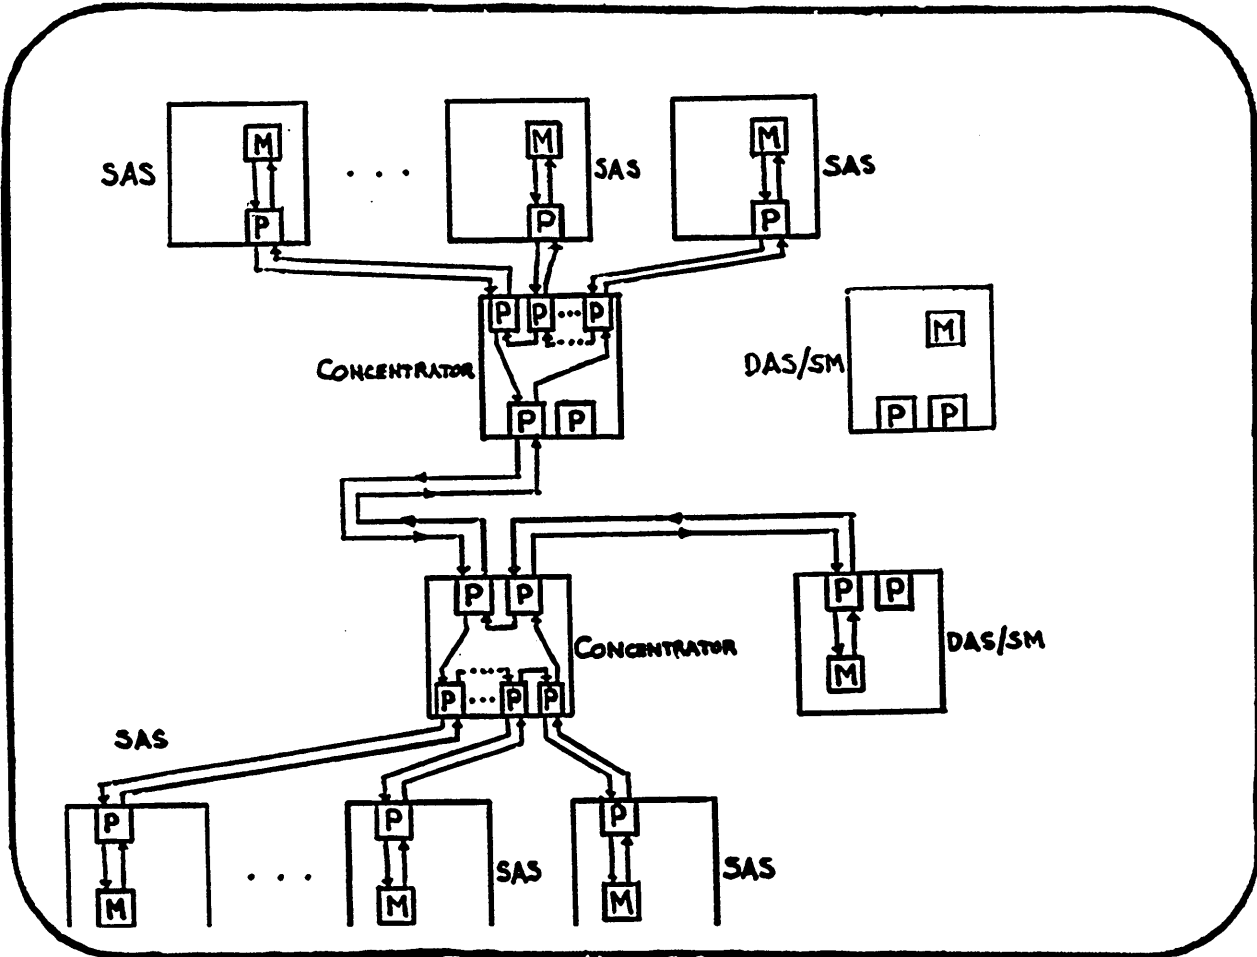 M M M
SAS . . . SAS SAS
P P P
P P ... P
M
CONCENTRATOR DAS/SM
P P P P
P P P P
CONCENTRATOR DAS/SM
M
P ... P P
SAS
P P P
. . . SAS SAS
M M M